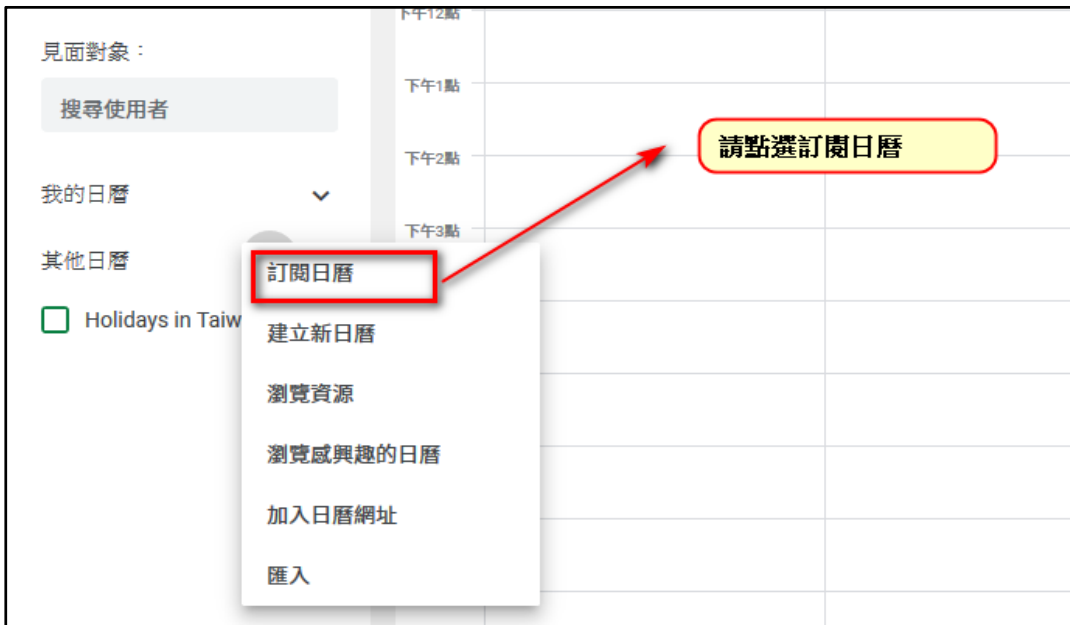 見面對象：
搜尋使用者
我的日曆
其他日曆
Holidays in Taiw
下午12點
下午1點
下午2點
下午3點
訂閱日曆
建立新日曆
瀏覽資源
瀏覽感興趣的日曆
加入日曆網址
匯入
請點選訂閱日曆